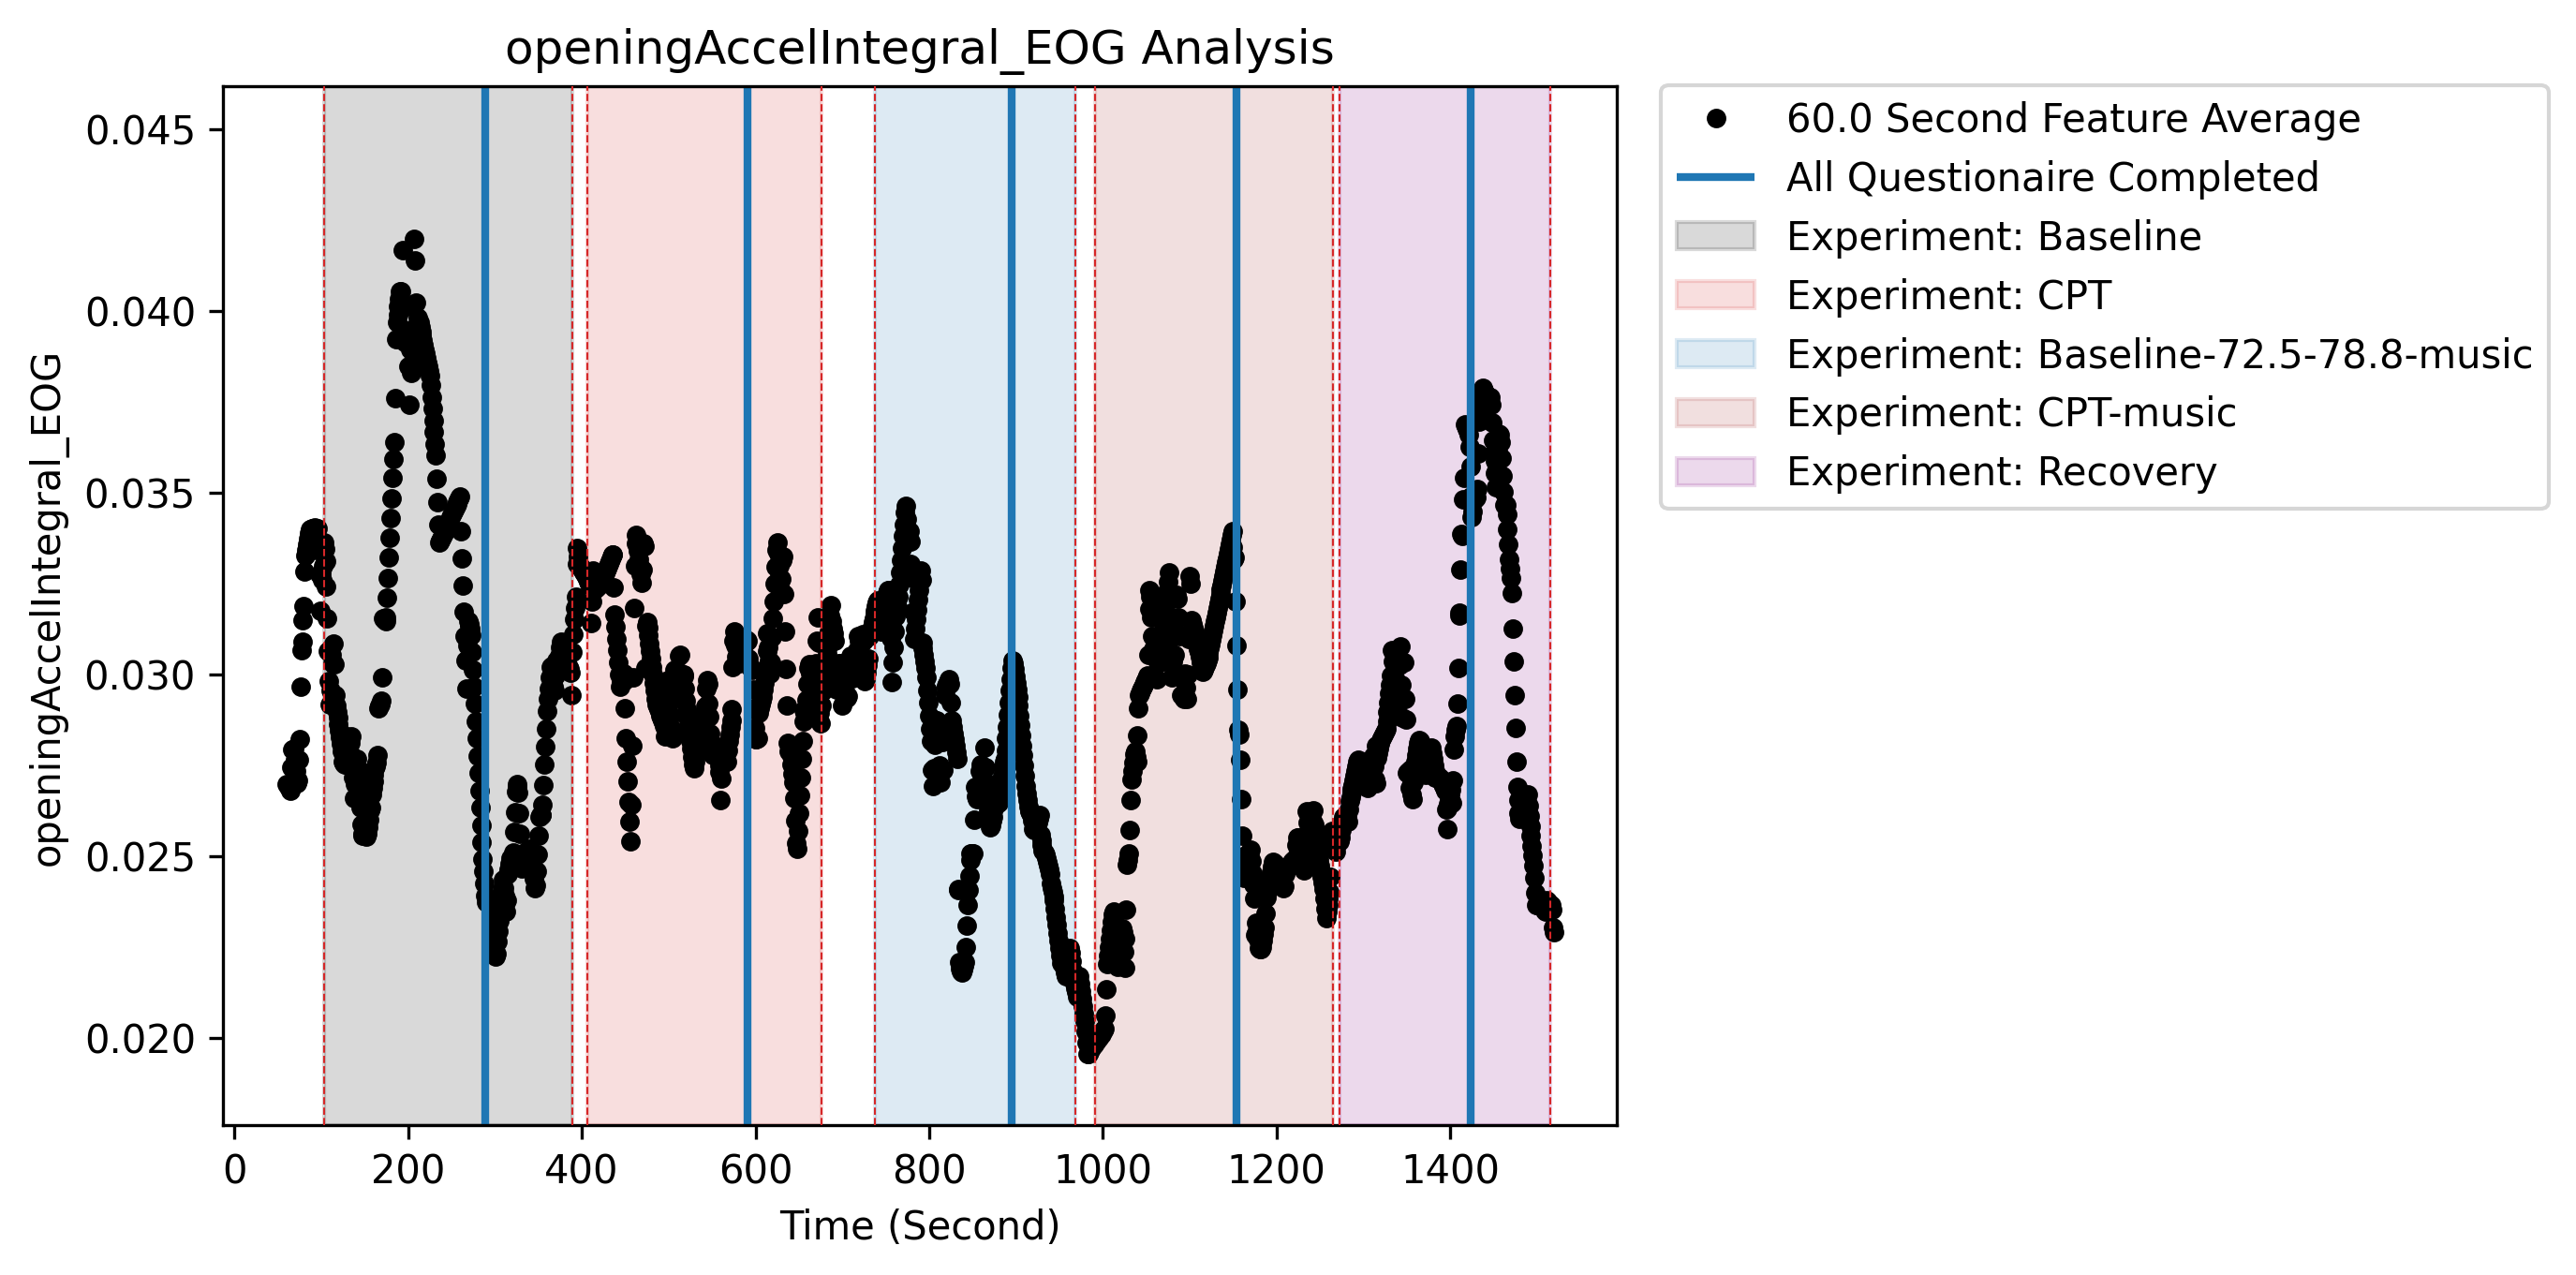 openingAccelIntegral_EOG Analysis
openingAccelIntegral_EOG
0.045
0.040
0.035
0.030
0.025
0.020
0
200
400
600
800
1000
1200
1400
Time (Second)
60.0 Second Feature Average
All Questionaire Completed
Experiment: Baseline
Experiment: CPT
Experiment: Baseline-72.5-78.8-music
Experiment: CPT-music
Experiment: Recovery